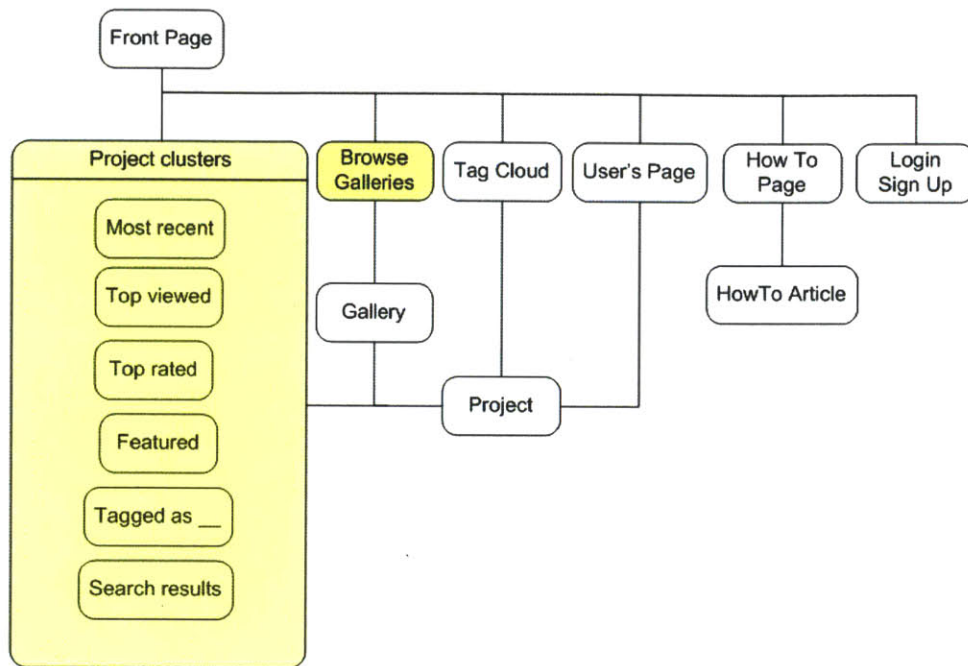 Front Page
Project clusters
Browse
Galleries
Tag Cloud
User's Page
How To
Page
Login
Sign Up
Most recent
Top viewed
Gallery
HowTo Article
Top rated
Project
Featured
Tagged as __
Search results